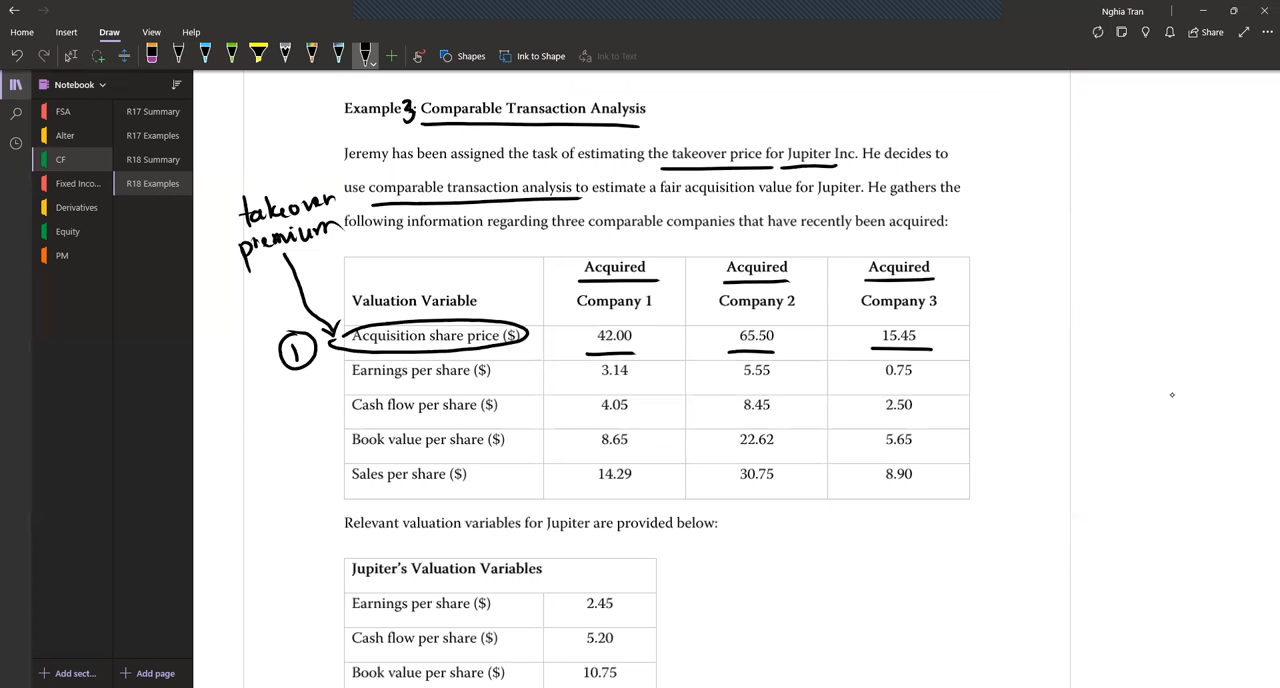 Nghia Tran
Home Insert Draw View Help
Shapes Ink to Shape Ink to Text Share
Notebook
FSA
Alter
CF
Fixed Inco...
Derivatives
Equity
PM
R17 Summary
R17 Examples
R18 Summary
R18 Examples
Add sect...
Add page
Example 3: Comparable Transaction Analysis
Jeremy has been assigned the task of estimating the takeover price for Jupiter Inc. He decides to
use comparable transaction analysis to estimate a fair acquisition value for Jupiter. He gathers the
following information regarding three comparable companies that have recently been acquired:
takeover
premium
1
Valuation Variable Acquired Company 1 Acquired Company 2 Acquired Company 3
Acquisition share price ($) 42.00 65.50 15.45
Earnings per share ($) 3.14 5.55 0.75
Cash flow per share ($) 4.05 8.45 2.50
Book value per share ($) 8.65 22.62 5.65
Sales per share ($) 14.29 30.75 8.90
Relevant valuation variables for Jupiter are provided below:
Jupiter's Valuation Variables
Earnings per share ($) 2.45
Cash flow per share ($) 5.20
Book value per share ($) 10.75